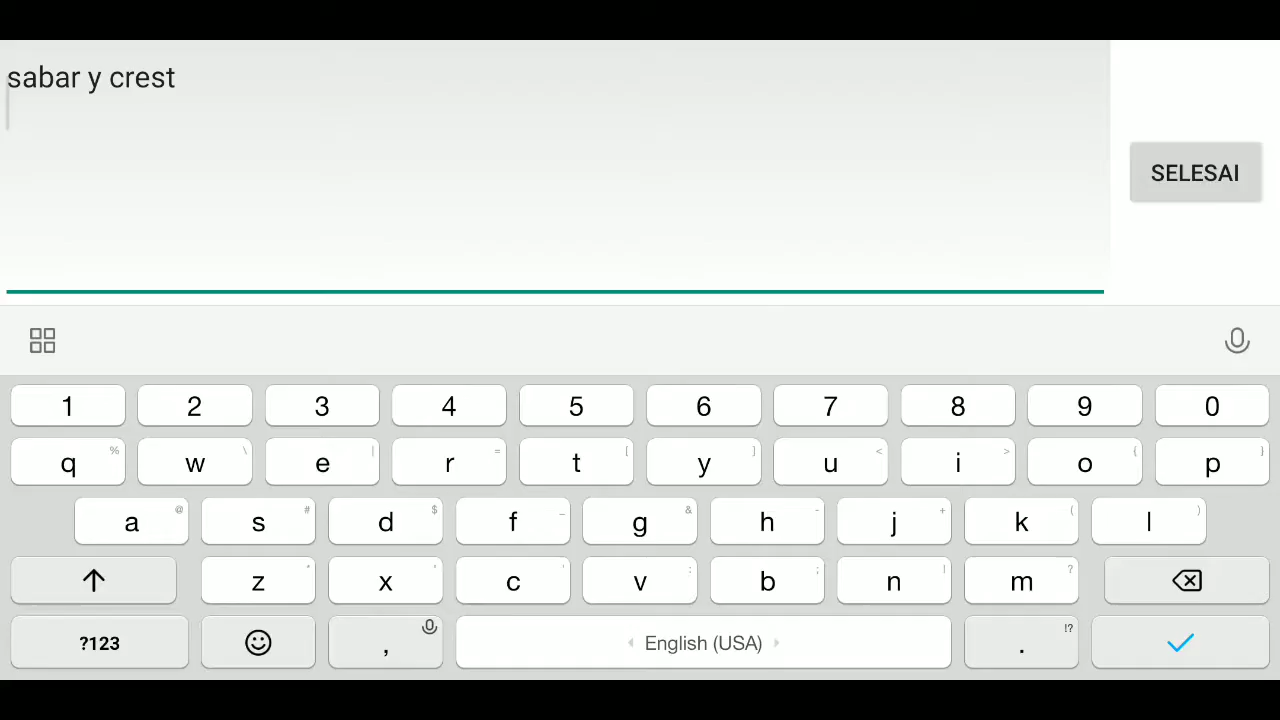 sabar y crest
SELESAI
1 2 3 4 5 6 7 8 9 0
q % w \ e | r = t [ y ] u < i > o { p }
a @ s # d $ f _ g & h - j + k ( l )
z x c v : b ; n m ?
?123 , English (USA) . !?